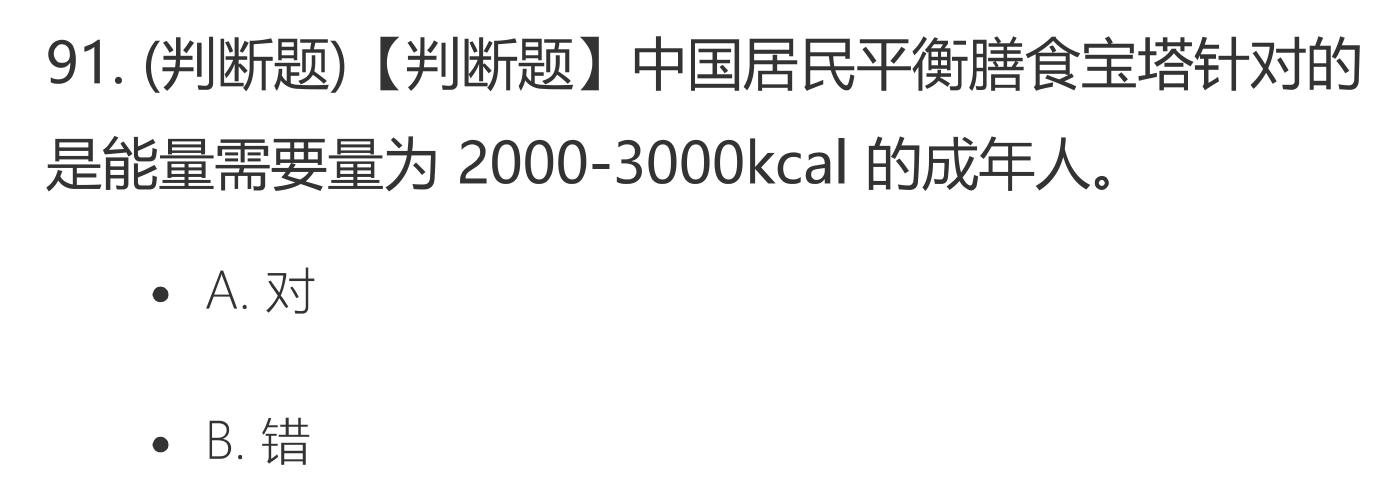 91. (判断题)【判断题】中国居民平衡膳食宝塔针对的
是能量需要量为 2000-3000kcal 的成年人。
• A. 对
• B. 错